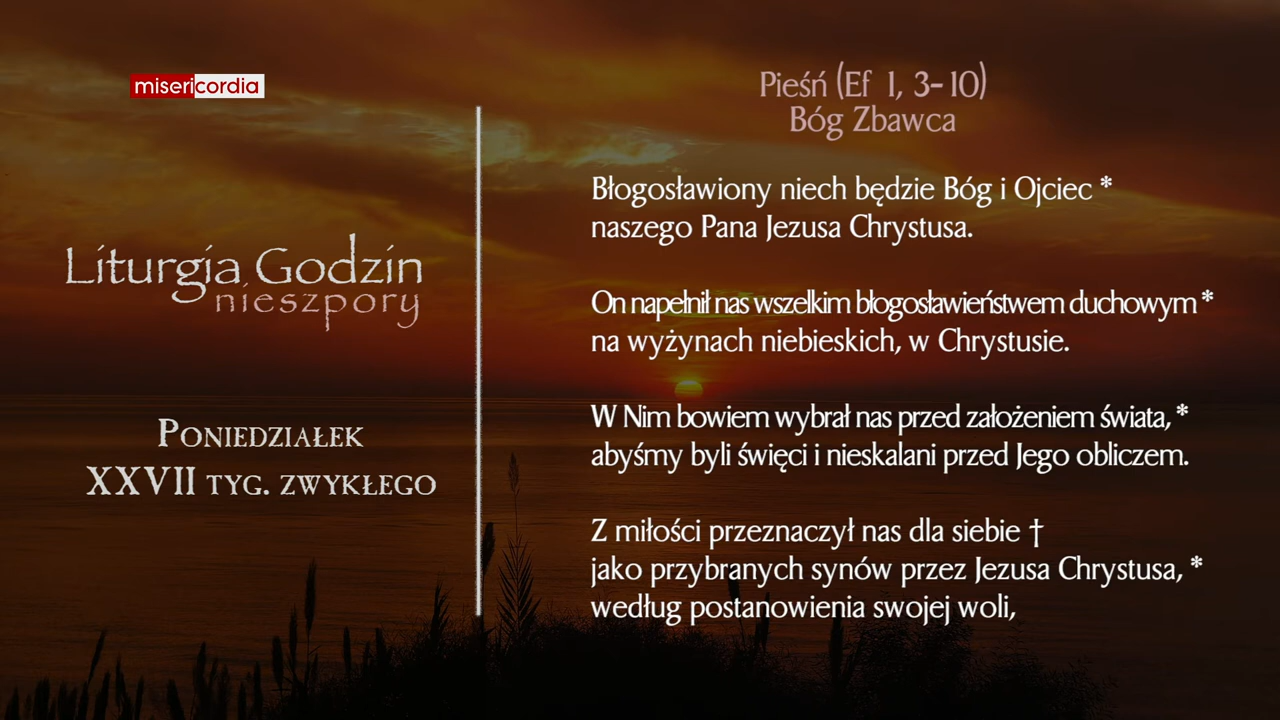 misericordia
Liturgia Godzin
nieszpory
Poniedziałek
XXVII tyg. zwykłego
Pieśń (Ef 1, 3-10)
Bóg Zbawca
Błogosławiony niech będzie Bóg i Ojciec *
naszego Pana Jezusa Chrystusa.
On napełnił nas wszelkim błogosławieństwem duchowym *
na wyżynach niebieskich, w Chrystusie.
W Nim bowiem wybrał nas przed założeniem świata, *
abyśmy byli święci i nieskalani przed Jego obliczem.
Z miłości przeznaczył nas dla siebie †
jako przybranych synów przez Jezusa Chrystusa, *
według postanowienia swojej woli,